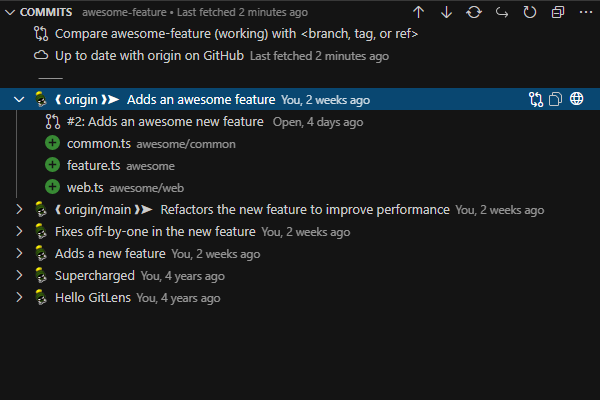 COMMITS awesome-feature • Last fetched 2 minutes ago
Compare awesome-feature (working) with <branch, tag, or ref>
Up to date with origin on GitHub Last fetched 2 minutes ago
❰ origin ❱➤ Adds an awesome feature You, 2 weeks ago
#2: Adds an awesome new feature Open, 4 days ago
common.ts awesome/common
feature.ts awesome
web.ts awesome/web
❰ origin/main ❱➤ Refactors the new feature to improve performance You, 2 weeks ago
Fixes off-by-one in the new feature You, 2 weeks ago
Adds a new feature You, 2 weeks ago
Supercharged You, 4 years ago
Hello GitLens You, 4 years ago